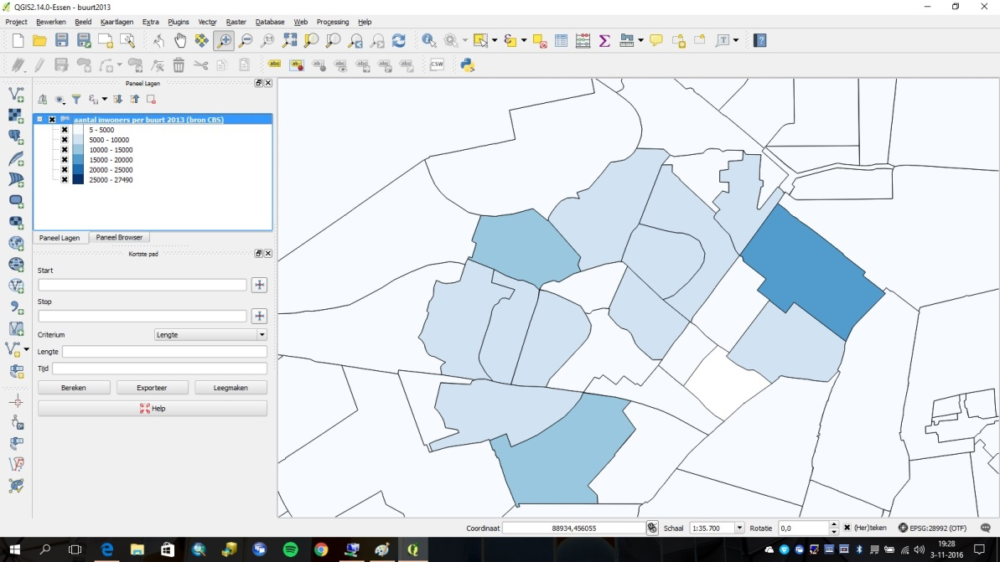 QGIS2.14.0-Essen - buurt2013
Project Bewerken Beeld Kaartlagen Extra Plugins Vector Raster Database Web Processing Help
Paneel Lagen
aantal inwoners per buurt 2013 (bron CBS)
5 - 5000
5000 - 10000
10000 - 15000
15000 - 20000
20000 - 25000
25000 - 27490
Paneel Lagen Paneel Browser
Kortste pad
Start
Stop
Criterium Lengte
Lengte
Tijd
Bereken Exporteer Leegmaken
Help
Coordinaat 88934,456055 Schaal 1:35.700 Rotatie 0,0 (Her)teken EPSG:28992 (OTF)
19:28
3-11-2016